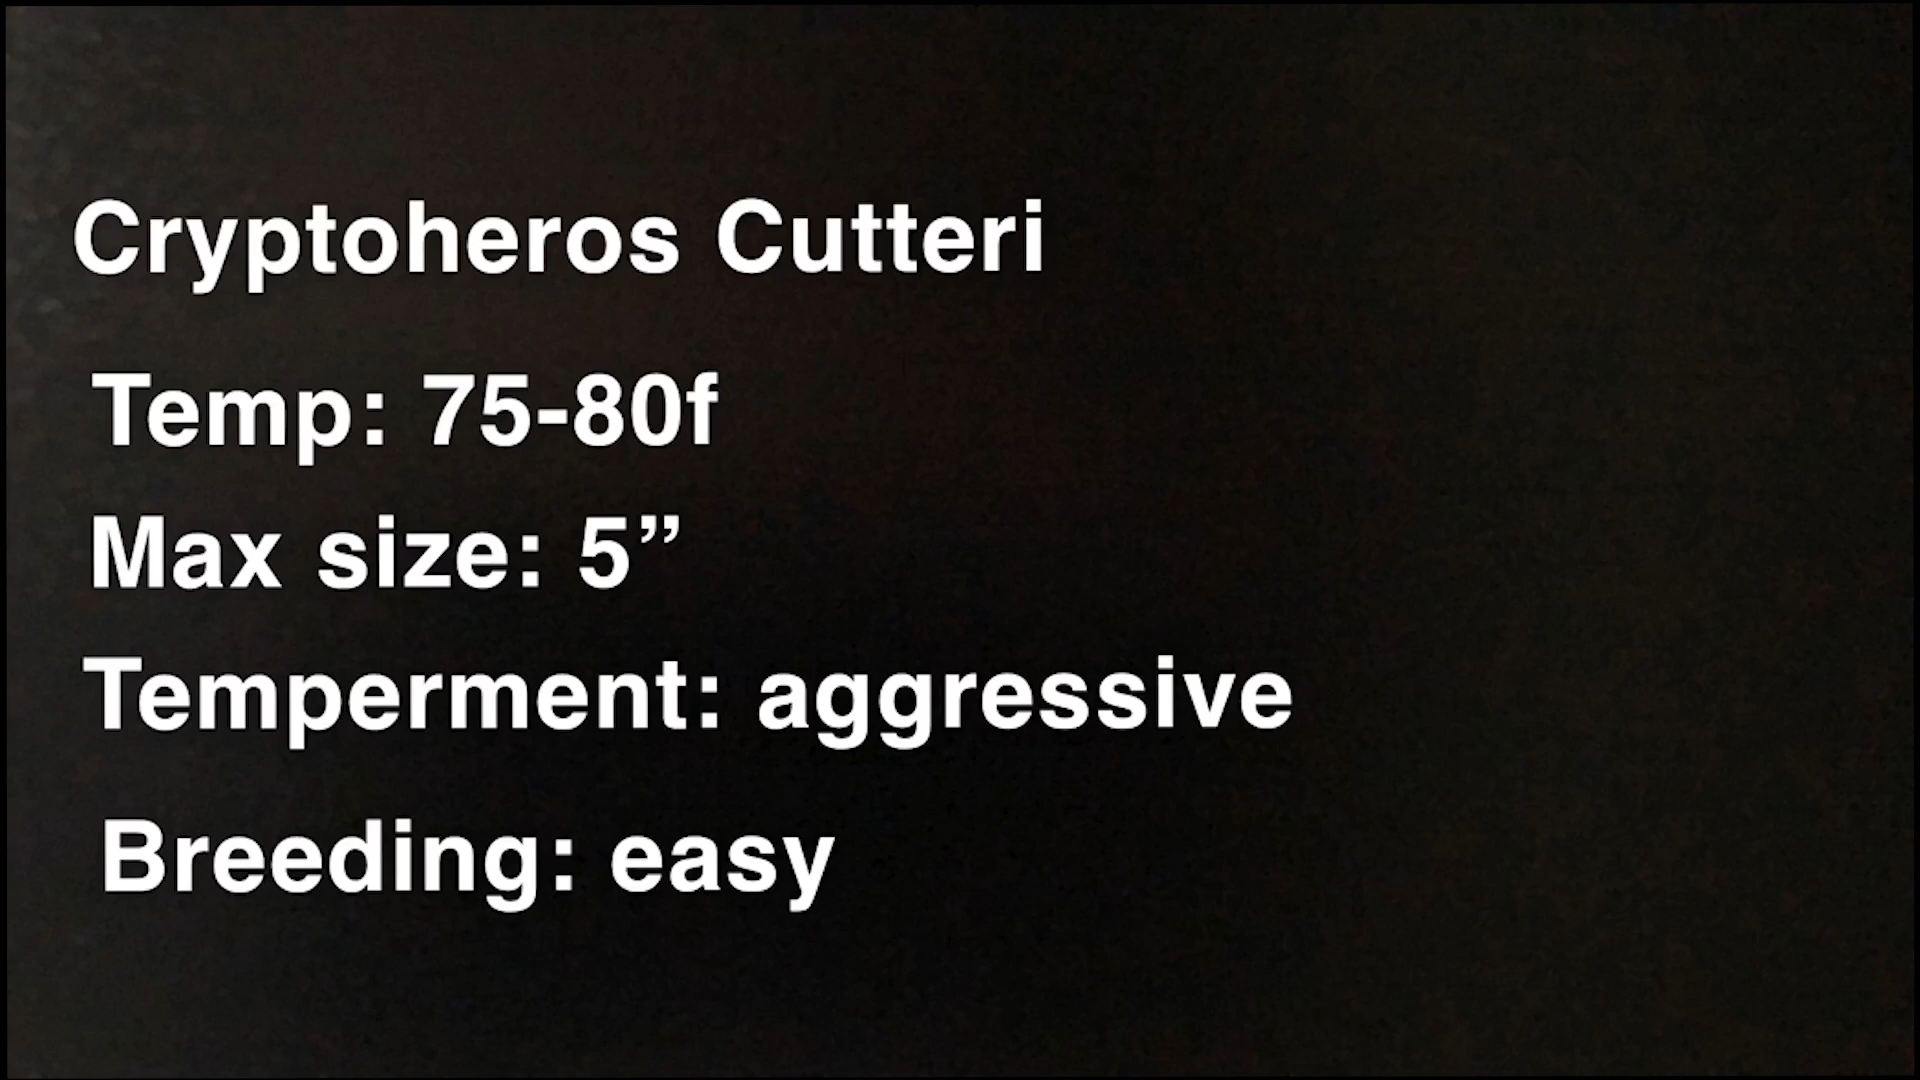 Cryptoheros Cutteri
Temp: 75-80f
Max size: 5”
Temperment: aggressive
Breeding: easy